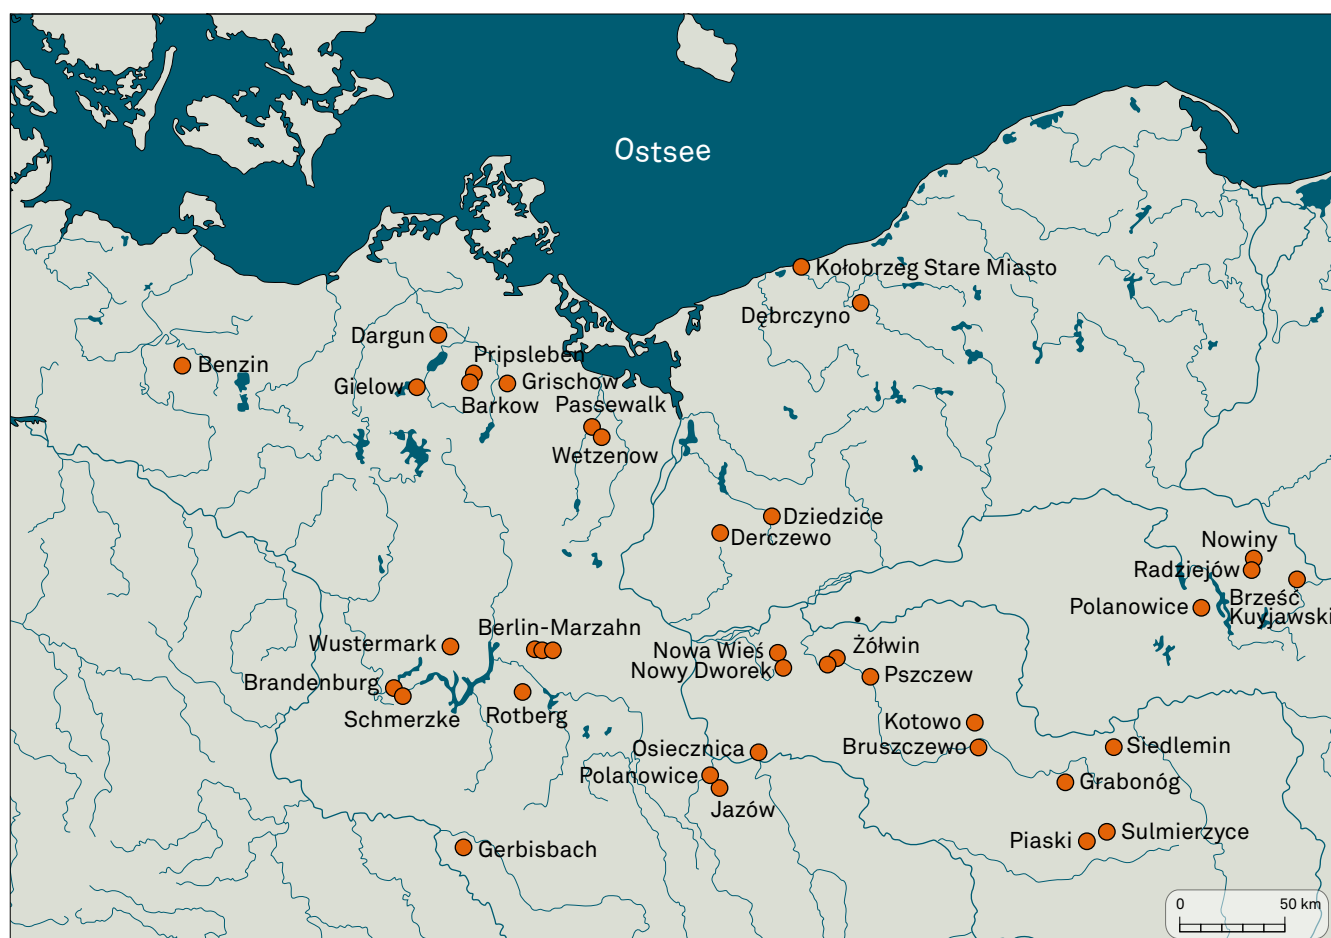 Ostsee
Kołobrzeg Stare Miasto
Dębrczyno
Dargun
Pripsleben
Benzin
Gielow
Grischow
Barkow
Passewalk
Wetzenow
Dziedzice
Derczewo
Nowiny
Radziejów
Polanowice
Brześć
Kuyjawski
Berlin-Marzahn
Wustermark
Nowa Wieś
Żółwin
Nowy Dworek
Pszczew
Brandenburg
Schmerzke
Rotberg
Kotowo
Bruszczewo
Siedlemin
Osiecznica
Polanowice
Jazów
Grabonóg
Sulmierzyce
Piaski
Gerbisbach
0 50 km